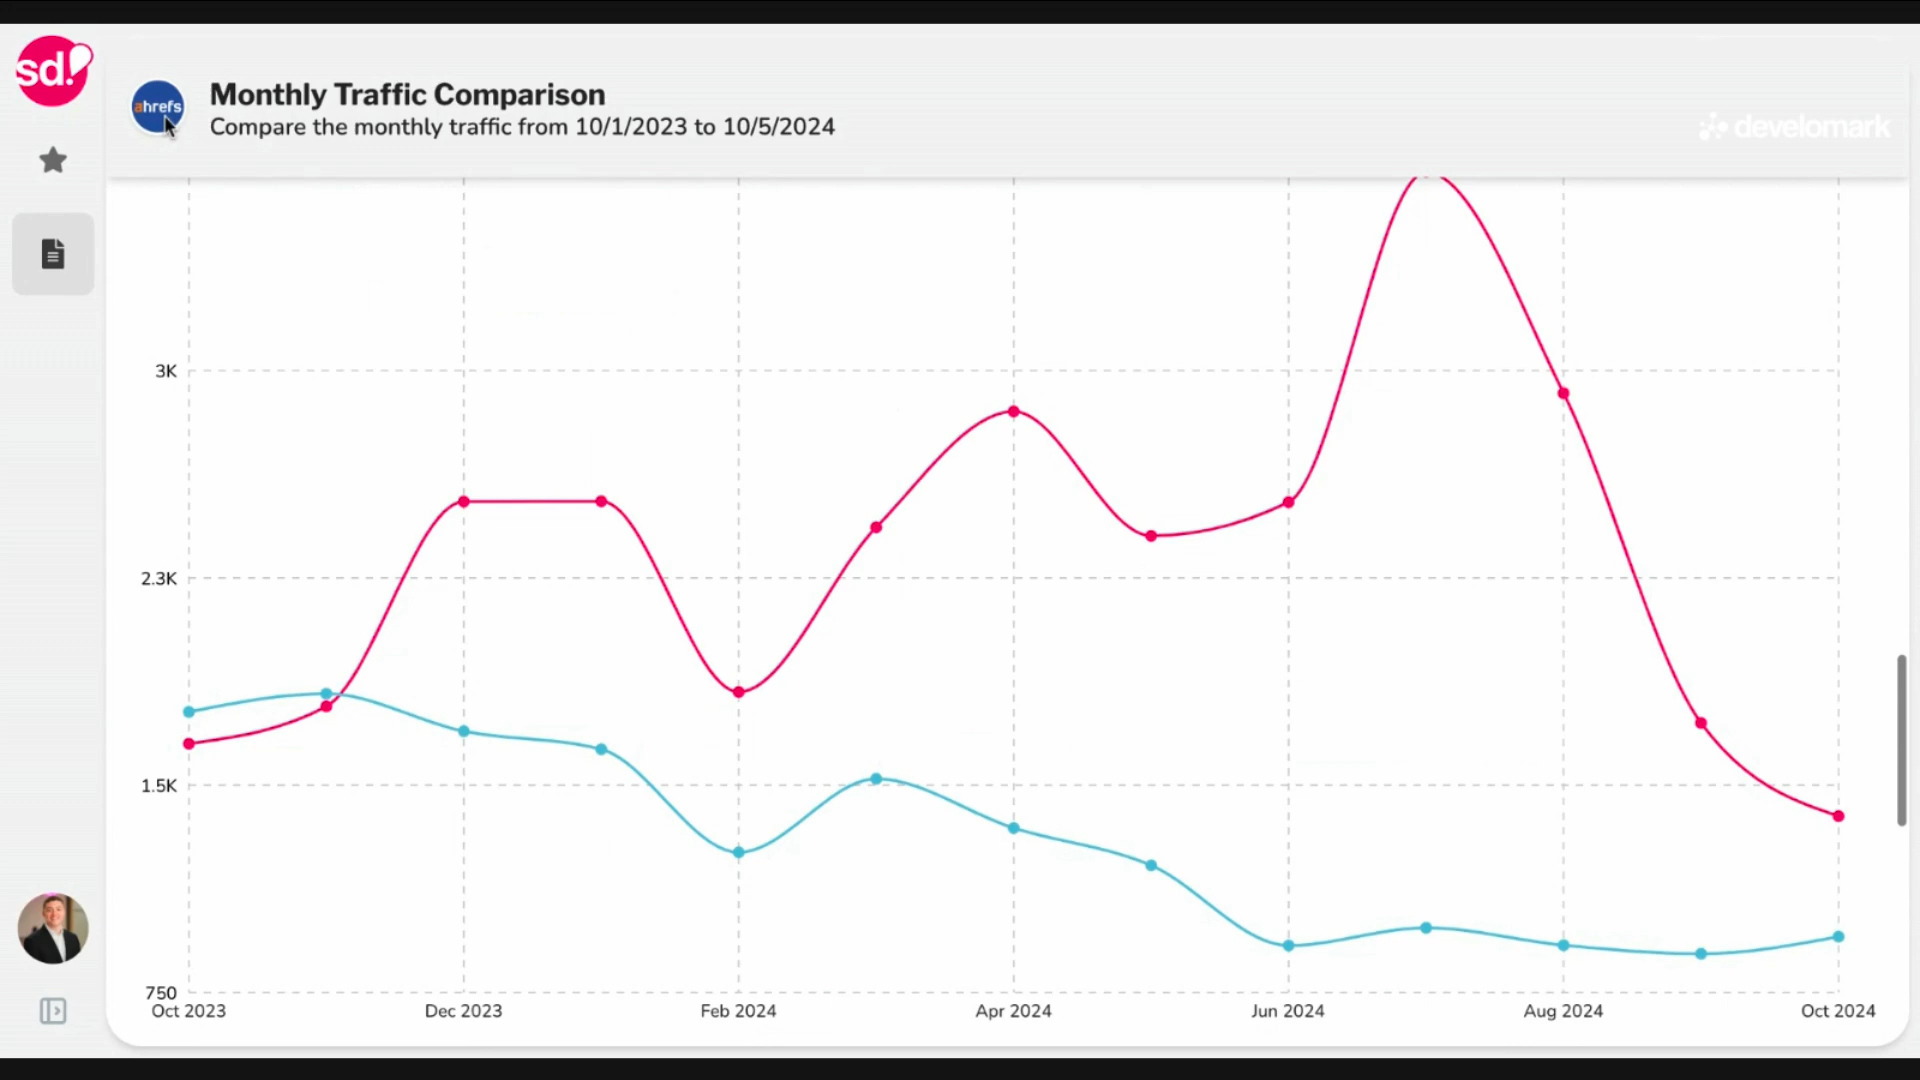 sd!
ahrefs
Monthly Traffic Comparison
Compare the monthly traffic from 10/1/2023 to 10/5/2024
develomark
3K
2.3K
1.5K
750
Oct 2023
Dec 2023
Feb 2024
Apr 2024
Jun 2024
Aug 2024
Oct 2024